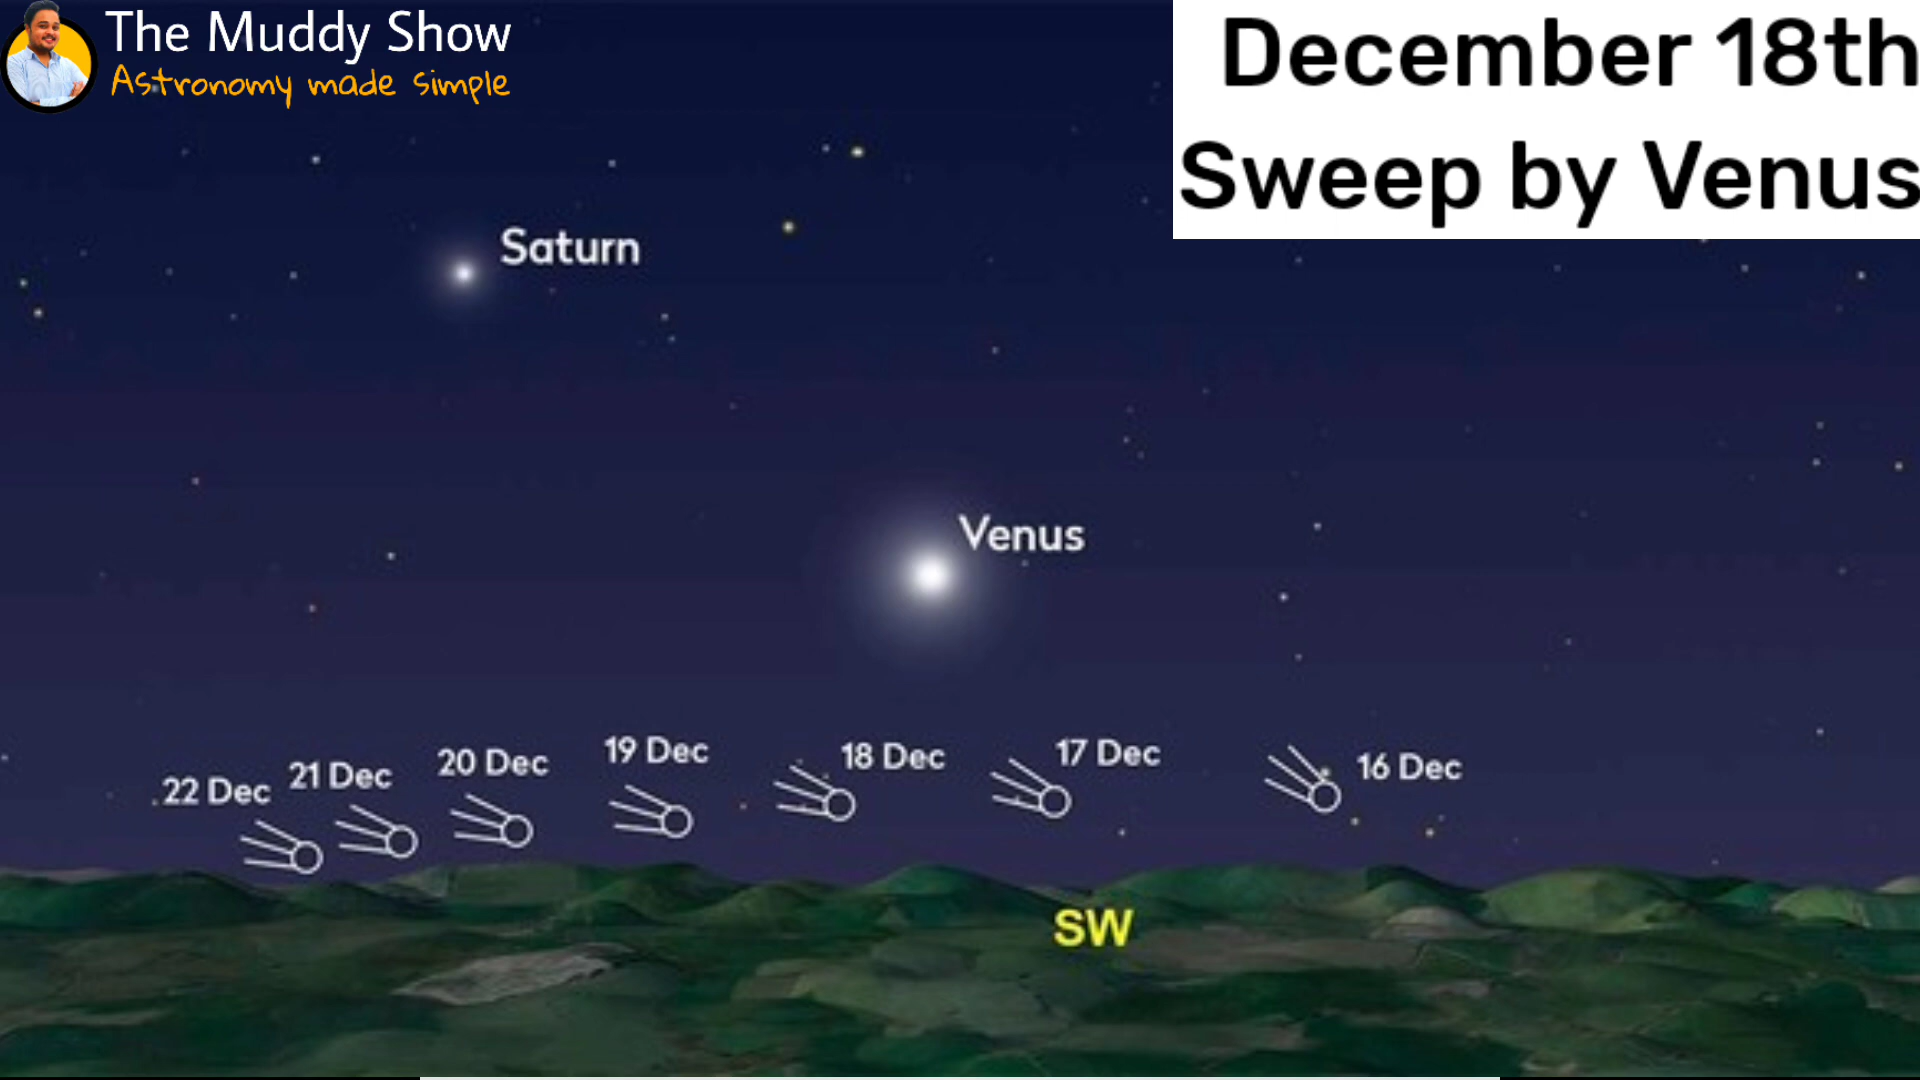 The Muddy Show
Astronomy made simple
December 18th
Sweep by Venus
Saturn
Venus
22 Dec
21 Dec
20 Dec
19 Dec
18 Dec
17 Dec
16 Dec
SW